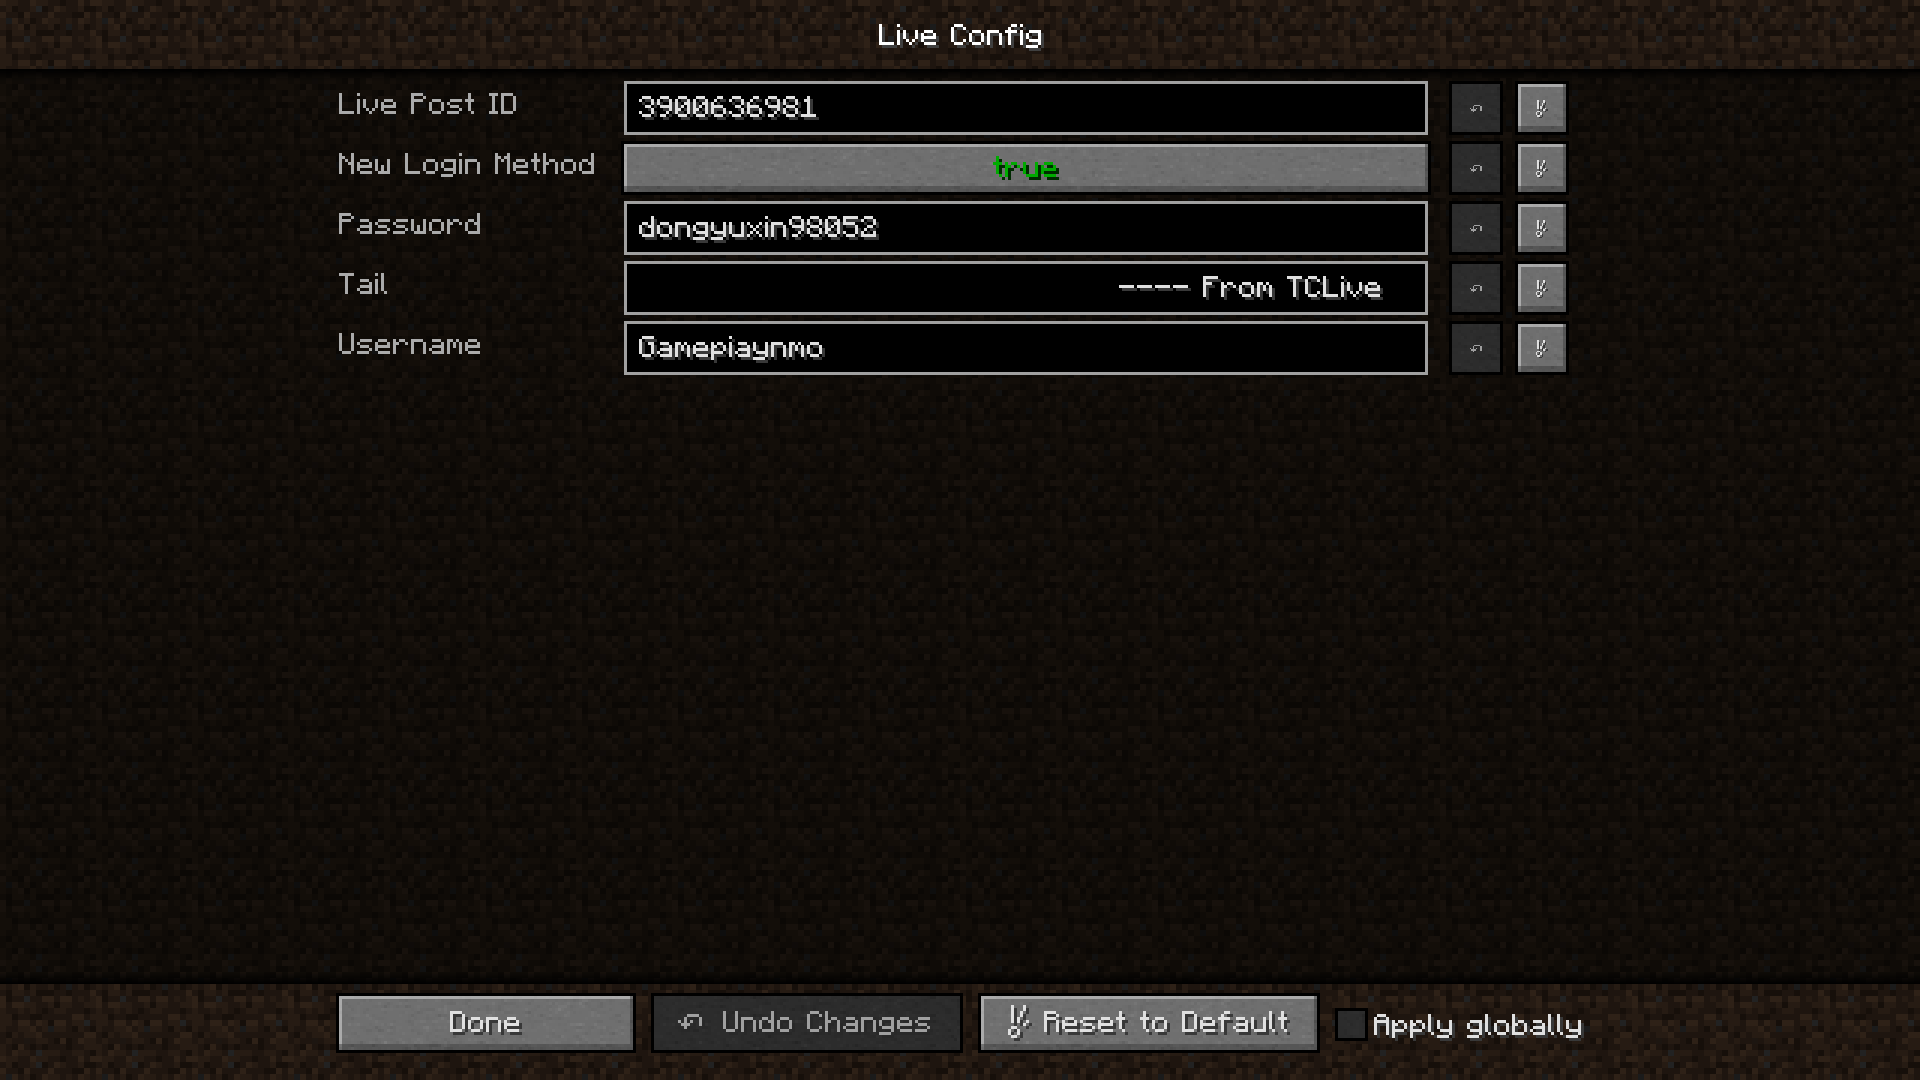 Live Config
Live Post ID 3900636981
New Login Method true
Password dongyuxin98052
Tail ---- From TCLive
Username Gamepiaynmo
Done Undo Changes Reset to Default Apply globally